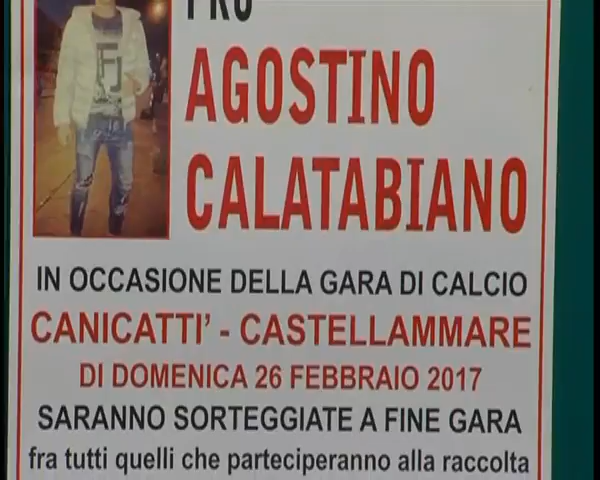 PRO
AGOSTINO
CALATABIANO
IN OCCASIONE DELLA GARA DI CALCIO
CANICATTI' - CASTELLAMMARE
DI DOMENICA 26 FEBBRAIO 2017
SARANNO SORTEGGIATE A FINE GARA
fra tutti quelli che parteciperanno alla raccolta